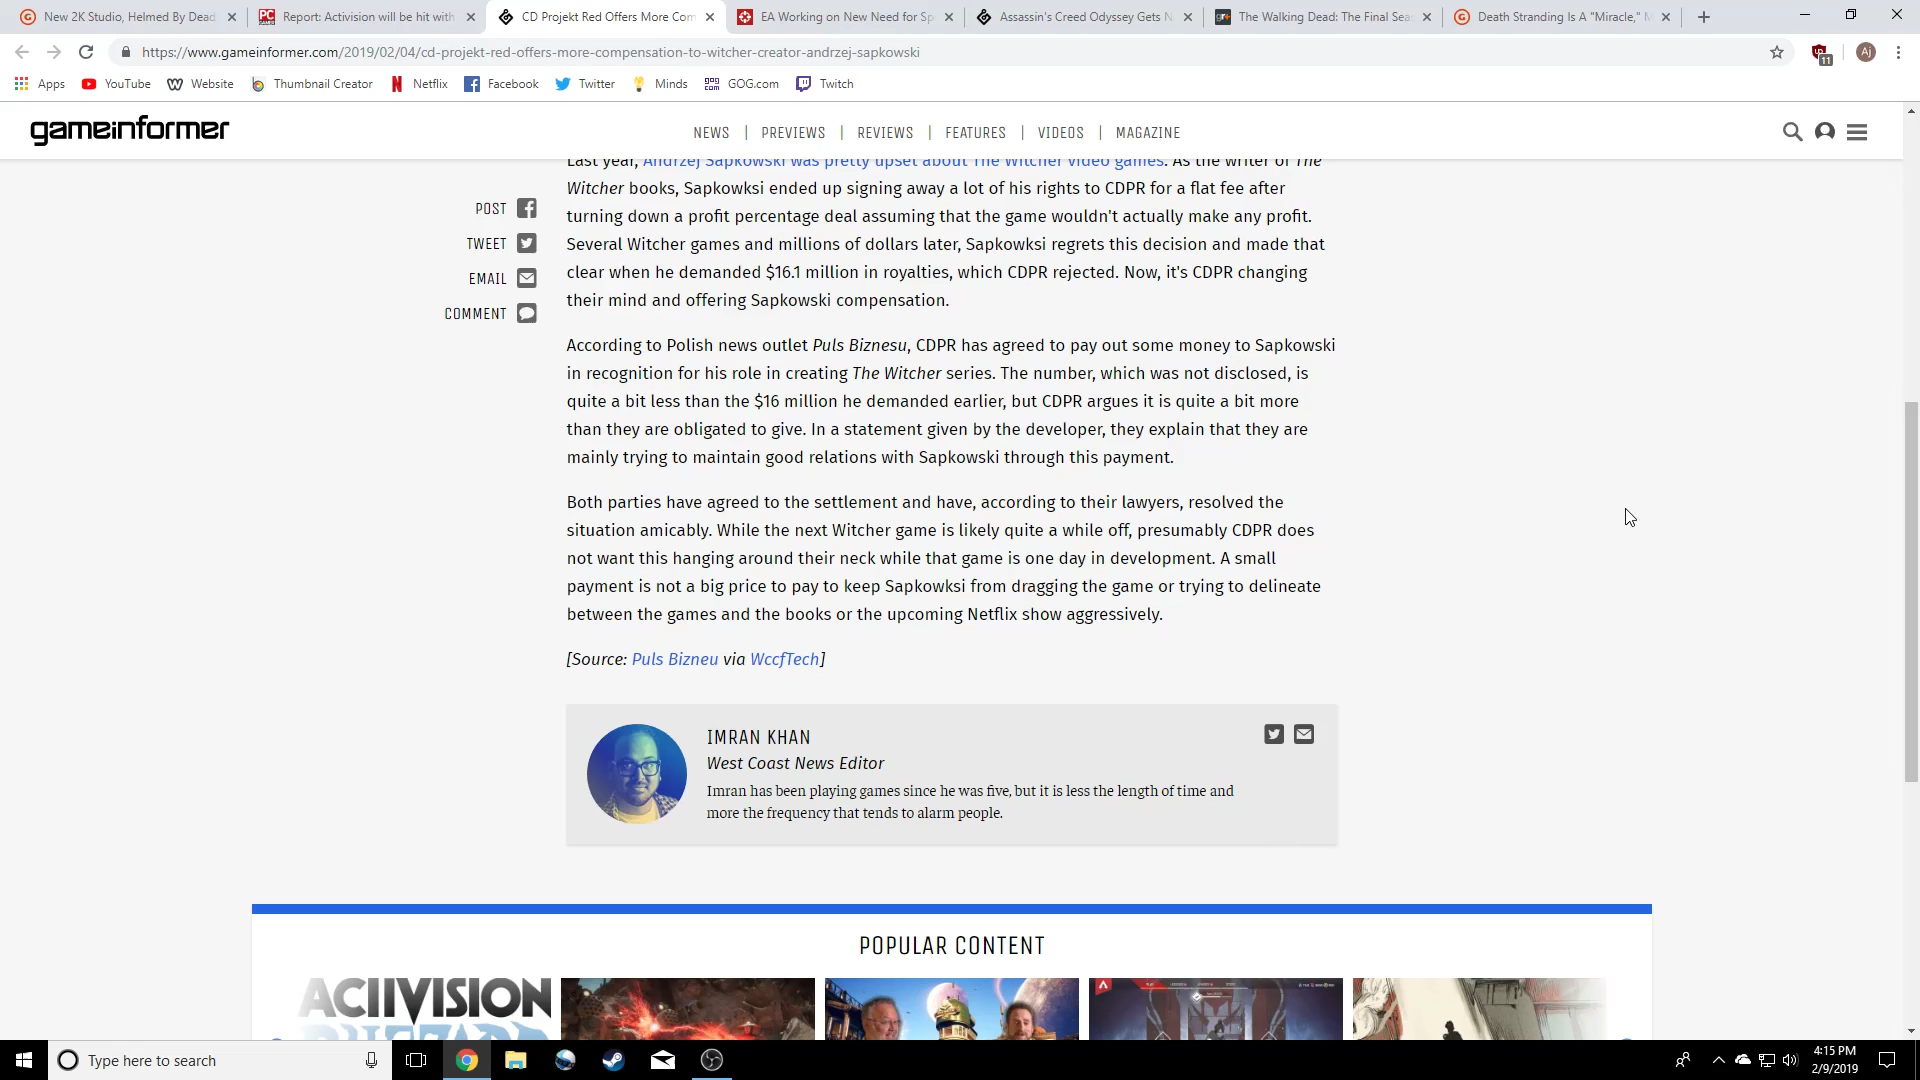 New 2K Studio, Helmed By Dead
Report: Activision will be hit with
CD Projekt Red Offers More Com
EA Working on New Need for Sp
Assassin's Creed Odyssey Gets N
The Walking Dead: The Final Sea
Death Stranding Is A "Miracle," M
https://www.gameinformer.com/2019/02/04/cd-projekt-red-offers-more-compensation-to-witcher-creator-andrzej-sapkowski
11
Aj
Apps
YouTube
Website
Thumbnail Creator
Netflix
Facebook
Twitter
Minds
GOG.com
Twitch
gameinformer
NEWS | PREVIEWS | REVIEWS | FEATURES | VIDEOS | MAGAZINE
POST
TWEET
EMAIL
COMMENT
Last year, Andrzej Sapkowski was pretty upset about The Witcher video games. As the writer of The
Witcher books, Sapkowksi ended up signing away a lot of his rights to CDPR for a flat fee after
turning down a profit percentage deal assuming that the game wouldn't actually make any profit.
Several Witcher games and millions of dollars later, Sapkowksi regrets this decision and made that
clear when he demanded $16.1 million in royalties, which CDPR rejected. Now, it's CDPR changing
their mind and offering Sapkowski compensation.
According to Polish news outlet Puls Biznesu, CDPR has agreed to pay out some money to Sapkowski
in recognition for his role in creating The Witcher series. The number, which was not disclosed, is
quite a bit less than the $16 million he demanded earlier, but CDPR argues it is quite a bit more
than they are obligated to give. In a statement given by the developer, they explain that they are
mainly trying to maintain good relations with Sapkowski through this payment.
Both parties have agreed to the settlement and have, according to their lawyers, resolved the
situation amicably. While the next Witcher game is likely quite a while off, presumably CDPR does
not want this hanging around their neck while that game is one day in development. A small
payment is not a big price to pay to keep Sapkowksi from dragging the game or trying to delineate
between the games and the books or the upcoming Netflix show aggressively.
[Source: Puls Bizneu via WccfTech]
IMRAN KHAN
West Coast News Editor
Imran has been playing games since he was five, but it is less the length of time and
more the frequency that tends to alarm people.
POPULAR CONTENT
ACTIVISION
BLIZZARD
Type here to search
4:15 PM
2/9/2019